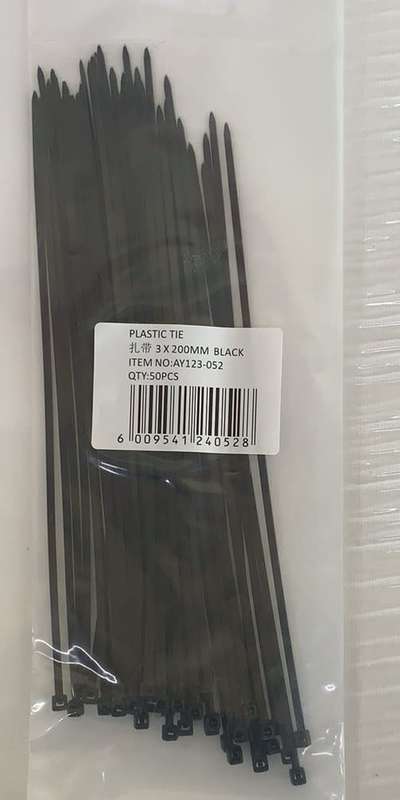 PLASTIC TIE
扎带 3 X 200MM BLACK
ITEM NO:AY123-052
QTY:50PCS
6 009541 240528